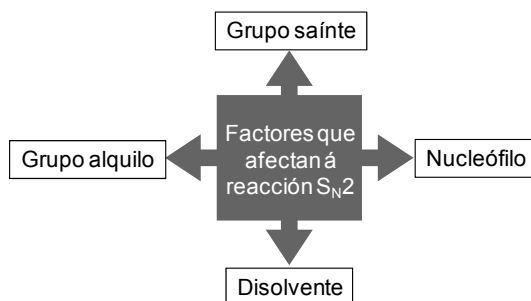 Grupo saínte
Factores que
afectan á
reacción SN2
Grupo alquilo
Nucleófilo
Disolvente